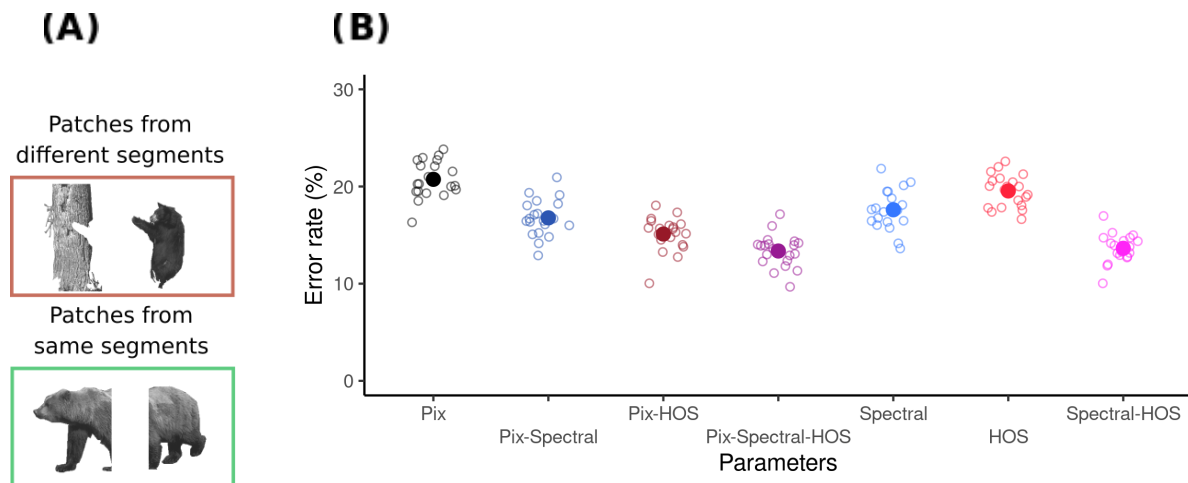 (A)
Patches from
different segments
Patches from
same segments
(B)
Error rate (%)
30
20
10
0
Pix
Pix-Spectral
Pix-HOS
Pix-Spectral-HOS
Spectral
HOS
Spectral-HOS
Parameters